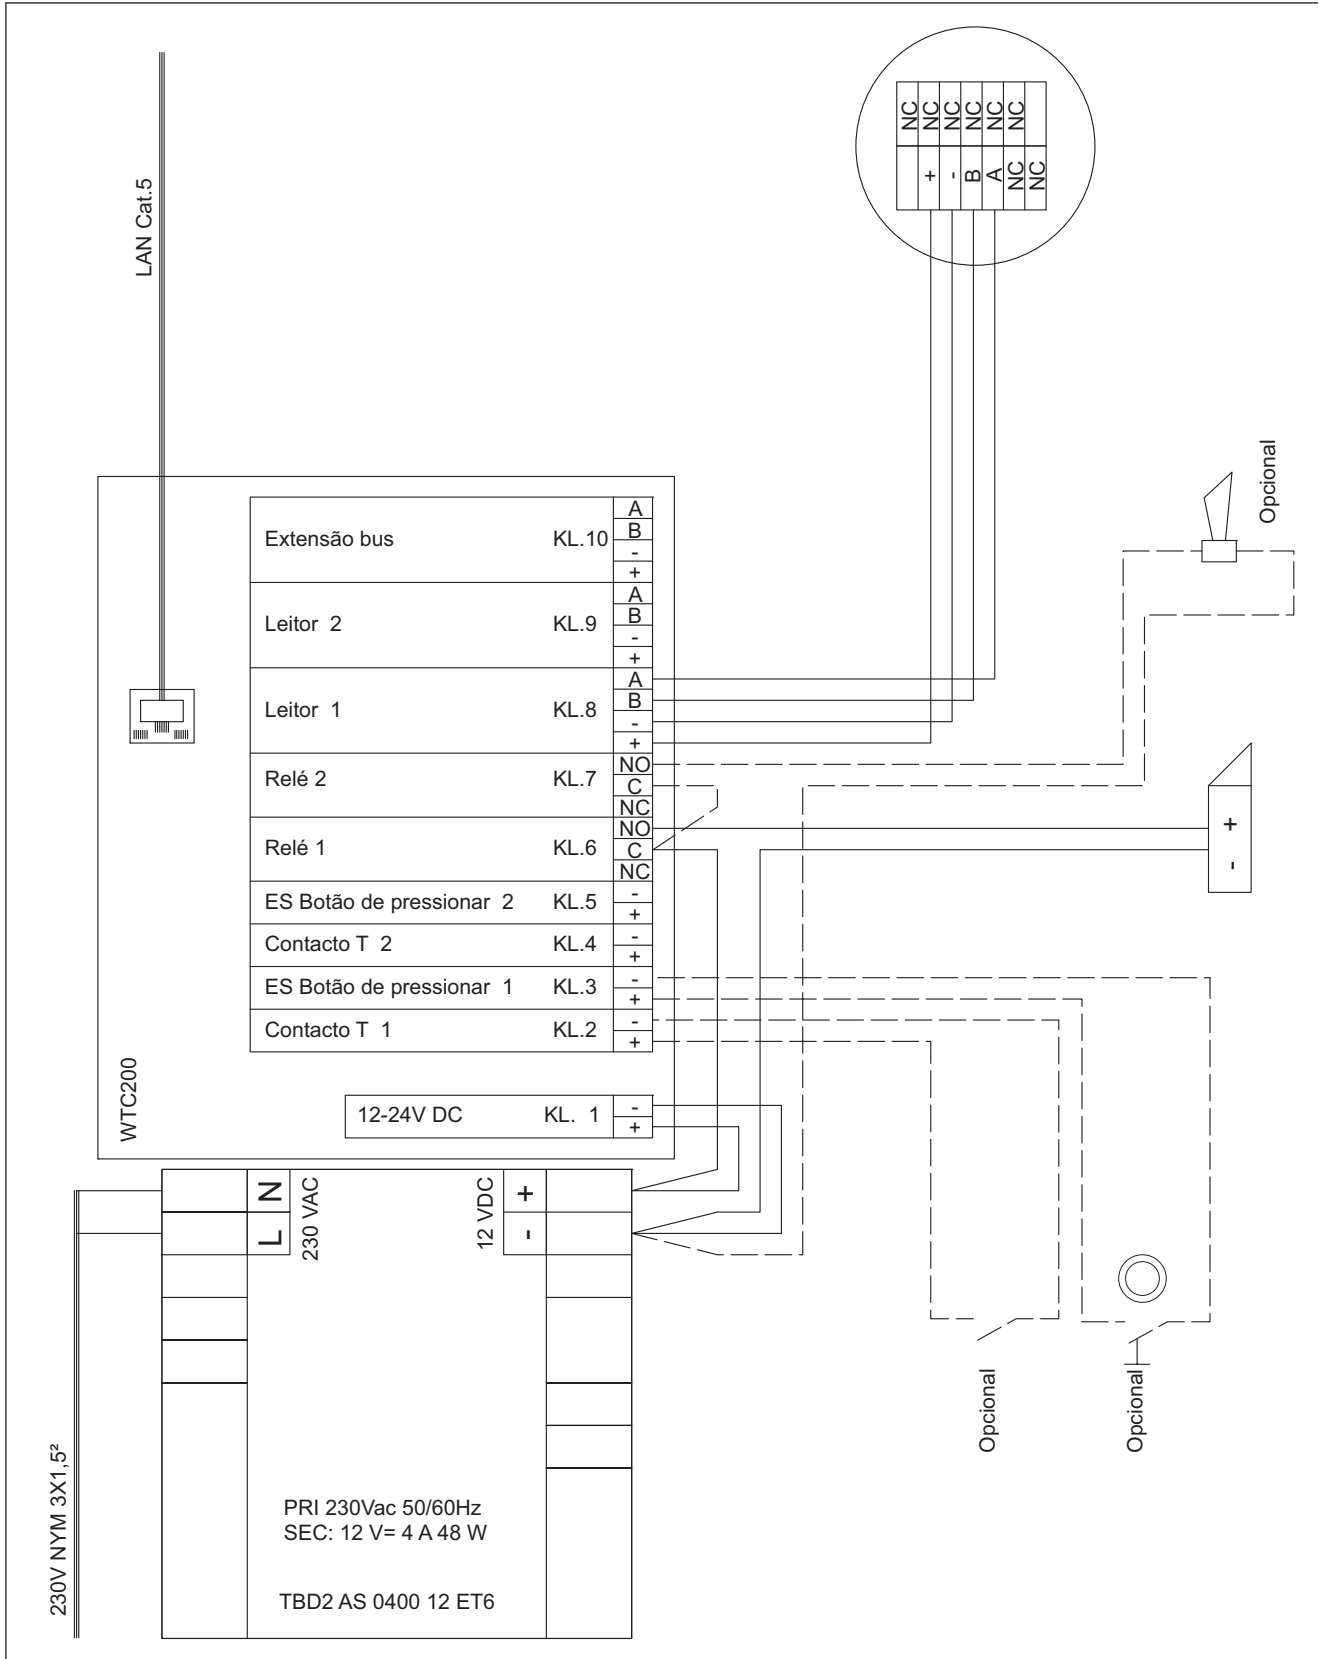 LAN Cat.5
NC
NC
NC
NC
NC
NC
+
-
B
A
NC
NC
Opcional
Extensão bus KL.10
A
B
-
+
Leitor 2 KL.9
A
B
-
+
Leitor 1 KL.8
A
B
-
+
Relé 2 KL.7
NO
C
NC
Relé 1 KL.6
NO
C
NC
+
-
ES Botão de pressionar 2 KL.5
-
+
Contacto T 2 KL.4
-
+
ES Botão de pressionar 1 KL.3
-
+
Contacto T 1 KL.2
-
+
WTC200
12-24V DC KL. 1
-
+
N
L
230 VAC
12 VDC
+
-
Opcional
Opcional
230V NYM 3X1,5²
PRI 230Vac 50/60Hz
SEC: 12 V= 4 A 48 W
TBD2 AS 0400 12 ET6